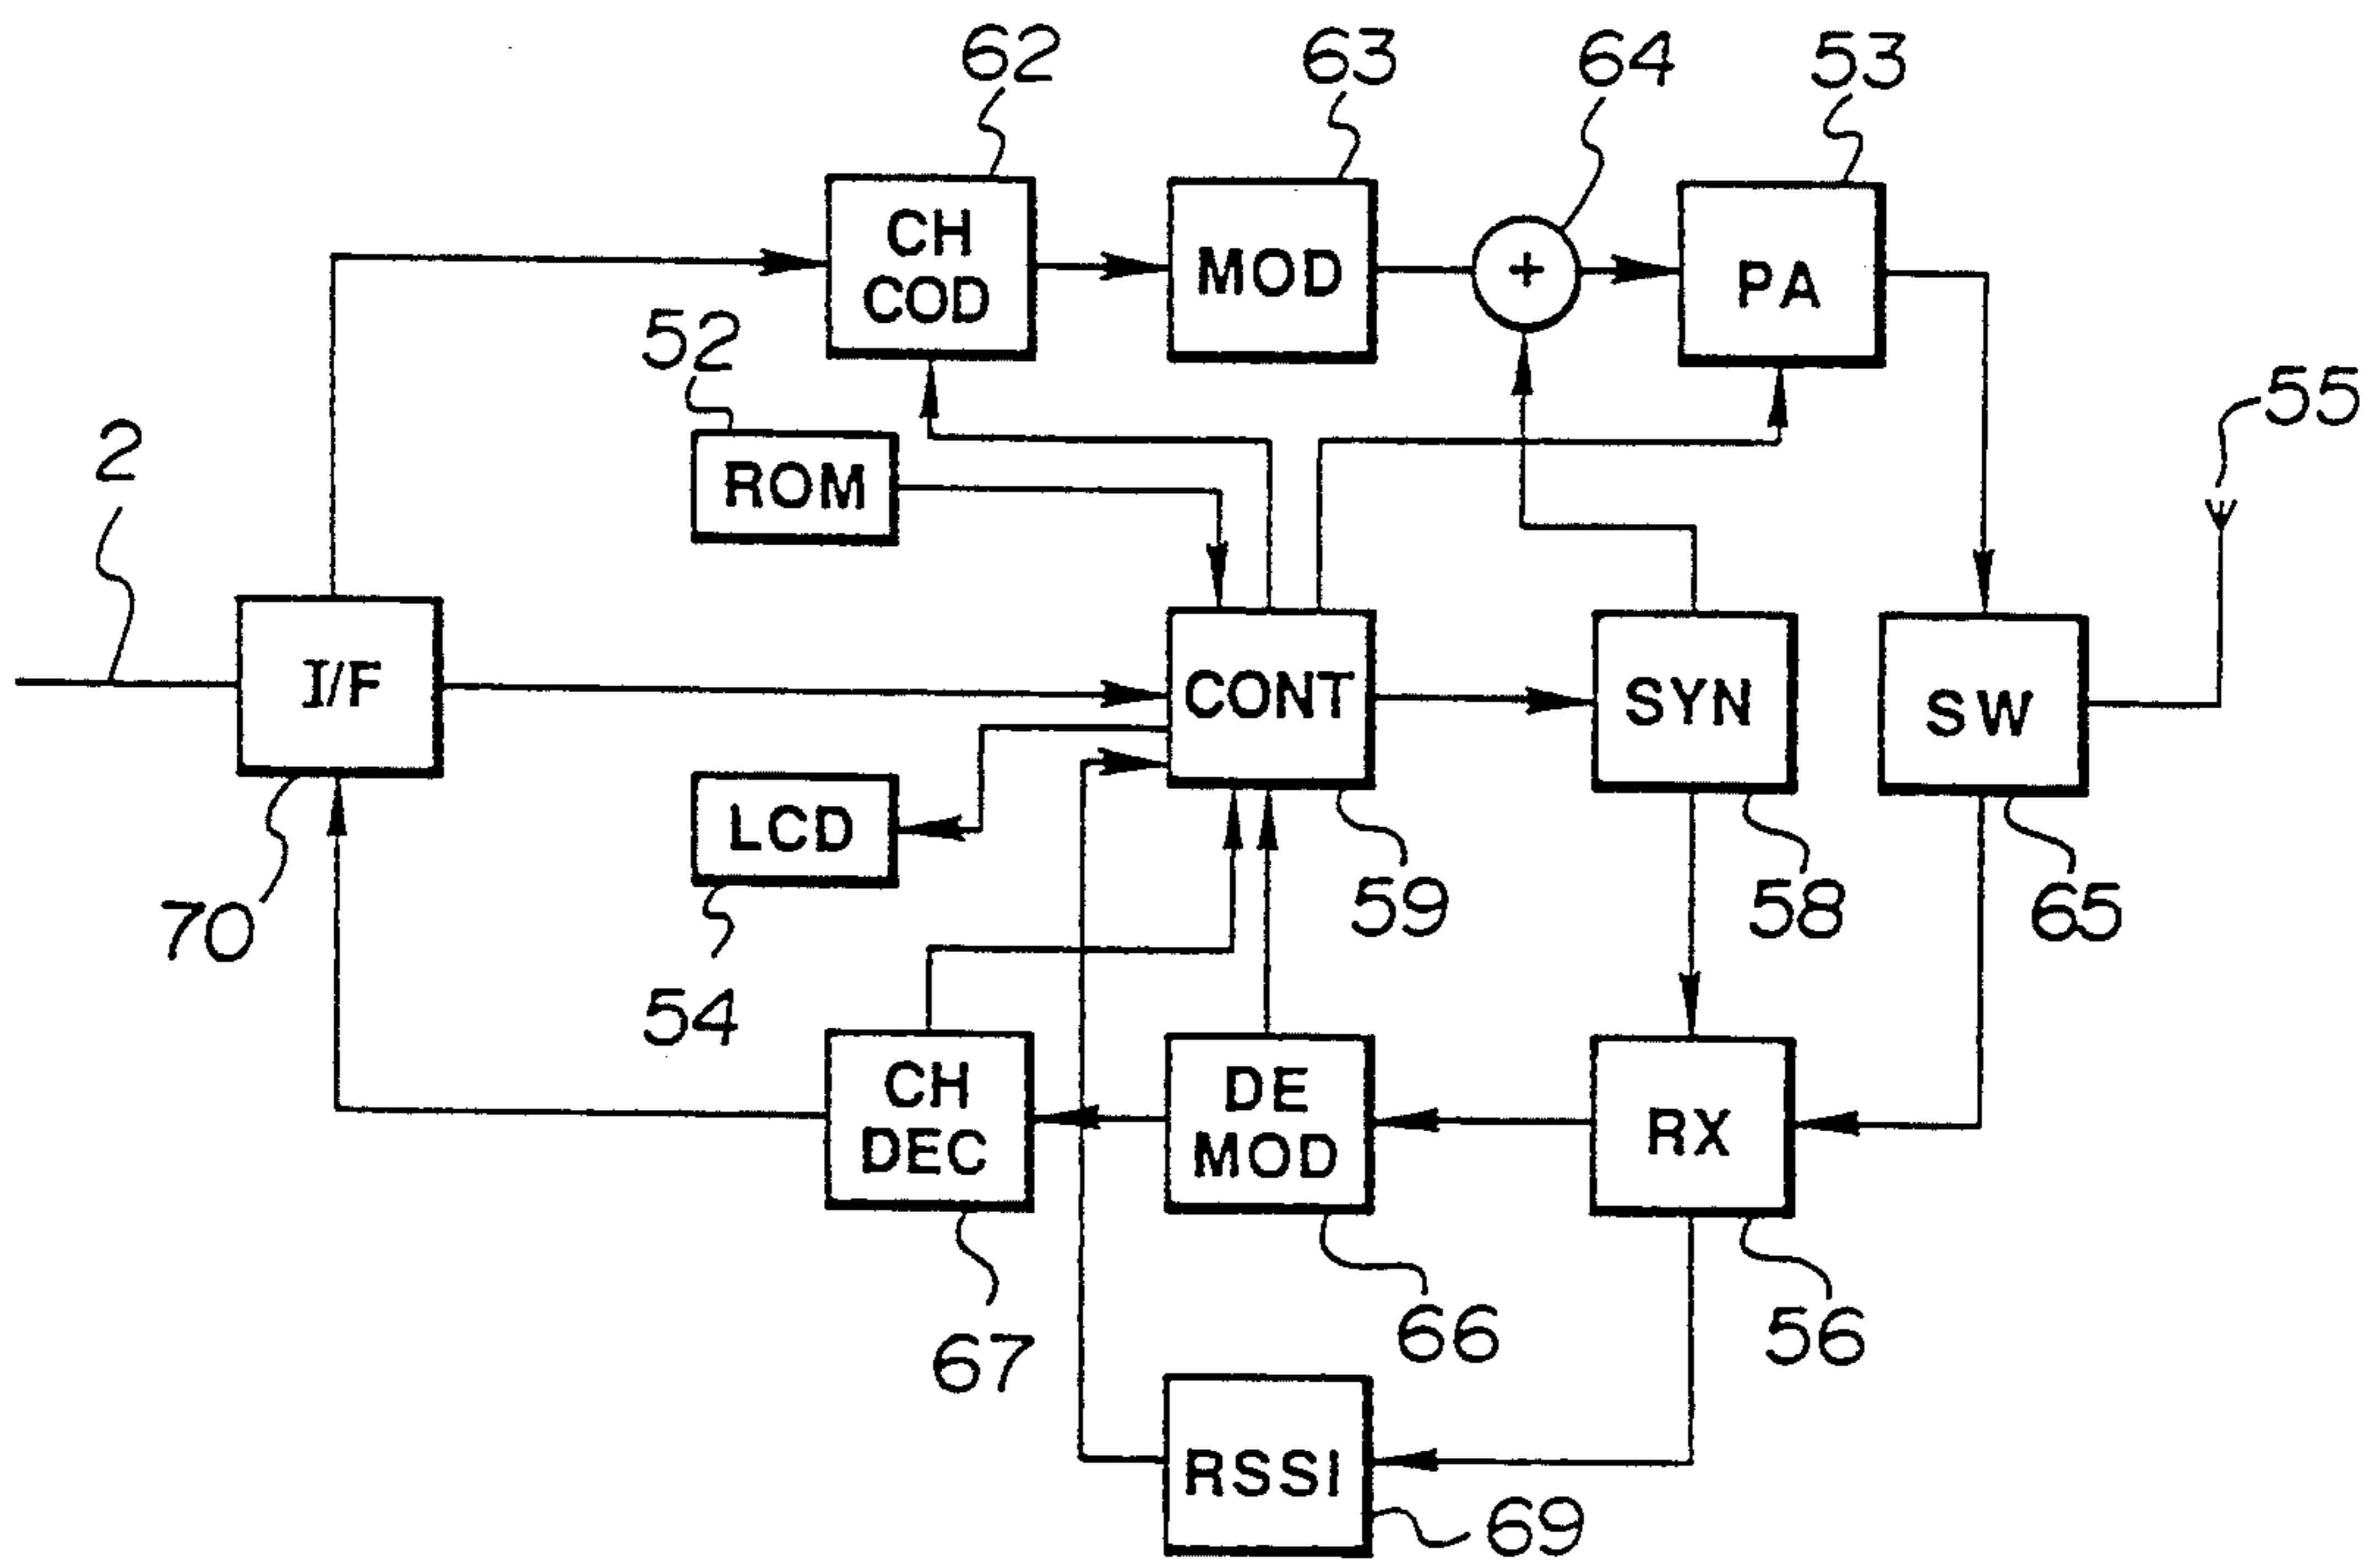 62
63
64
53
CH
COD
MOD
+
PA
52
55
2
ROM
I/F
CONT
SYN
SW
LCD
70
59
58
65
54
CH
DEC
DE
MOD
RX
67
66
56
RSSI
69